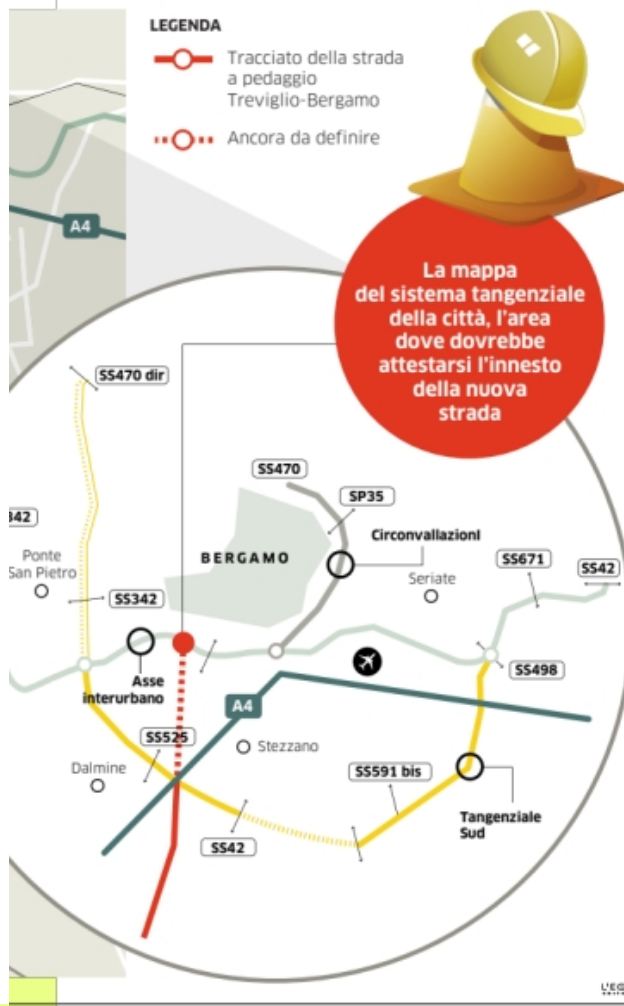 LEGENDA
Tracciato della strada
a pedaggio
Treviglio-Bergamo
Ancora da definire
A4
La mappa
del sistema tangenziale
della città, l'area
dove dovrebbe
attestarsi l'innesto
della nuova
strada
SS470 dir
SS470
SP35
342
BERGAMO
Circonvallazionl
Ponte
San Pietro
Seriate
SS671
SS42
SS342
Asse
interurbano
SS498
A4
SS525
Stezzano
Dalmine
SS591 bis
SS42
Tangenziale
Sud